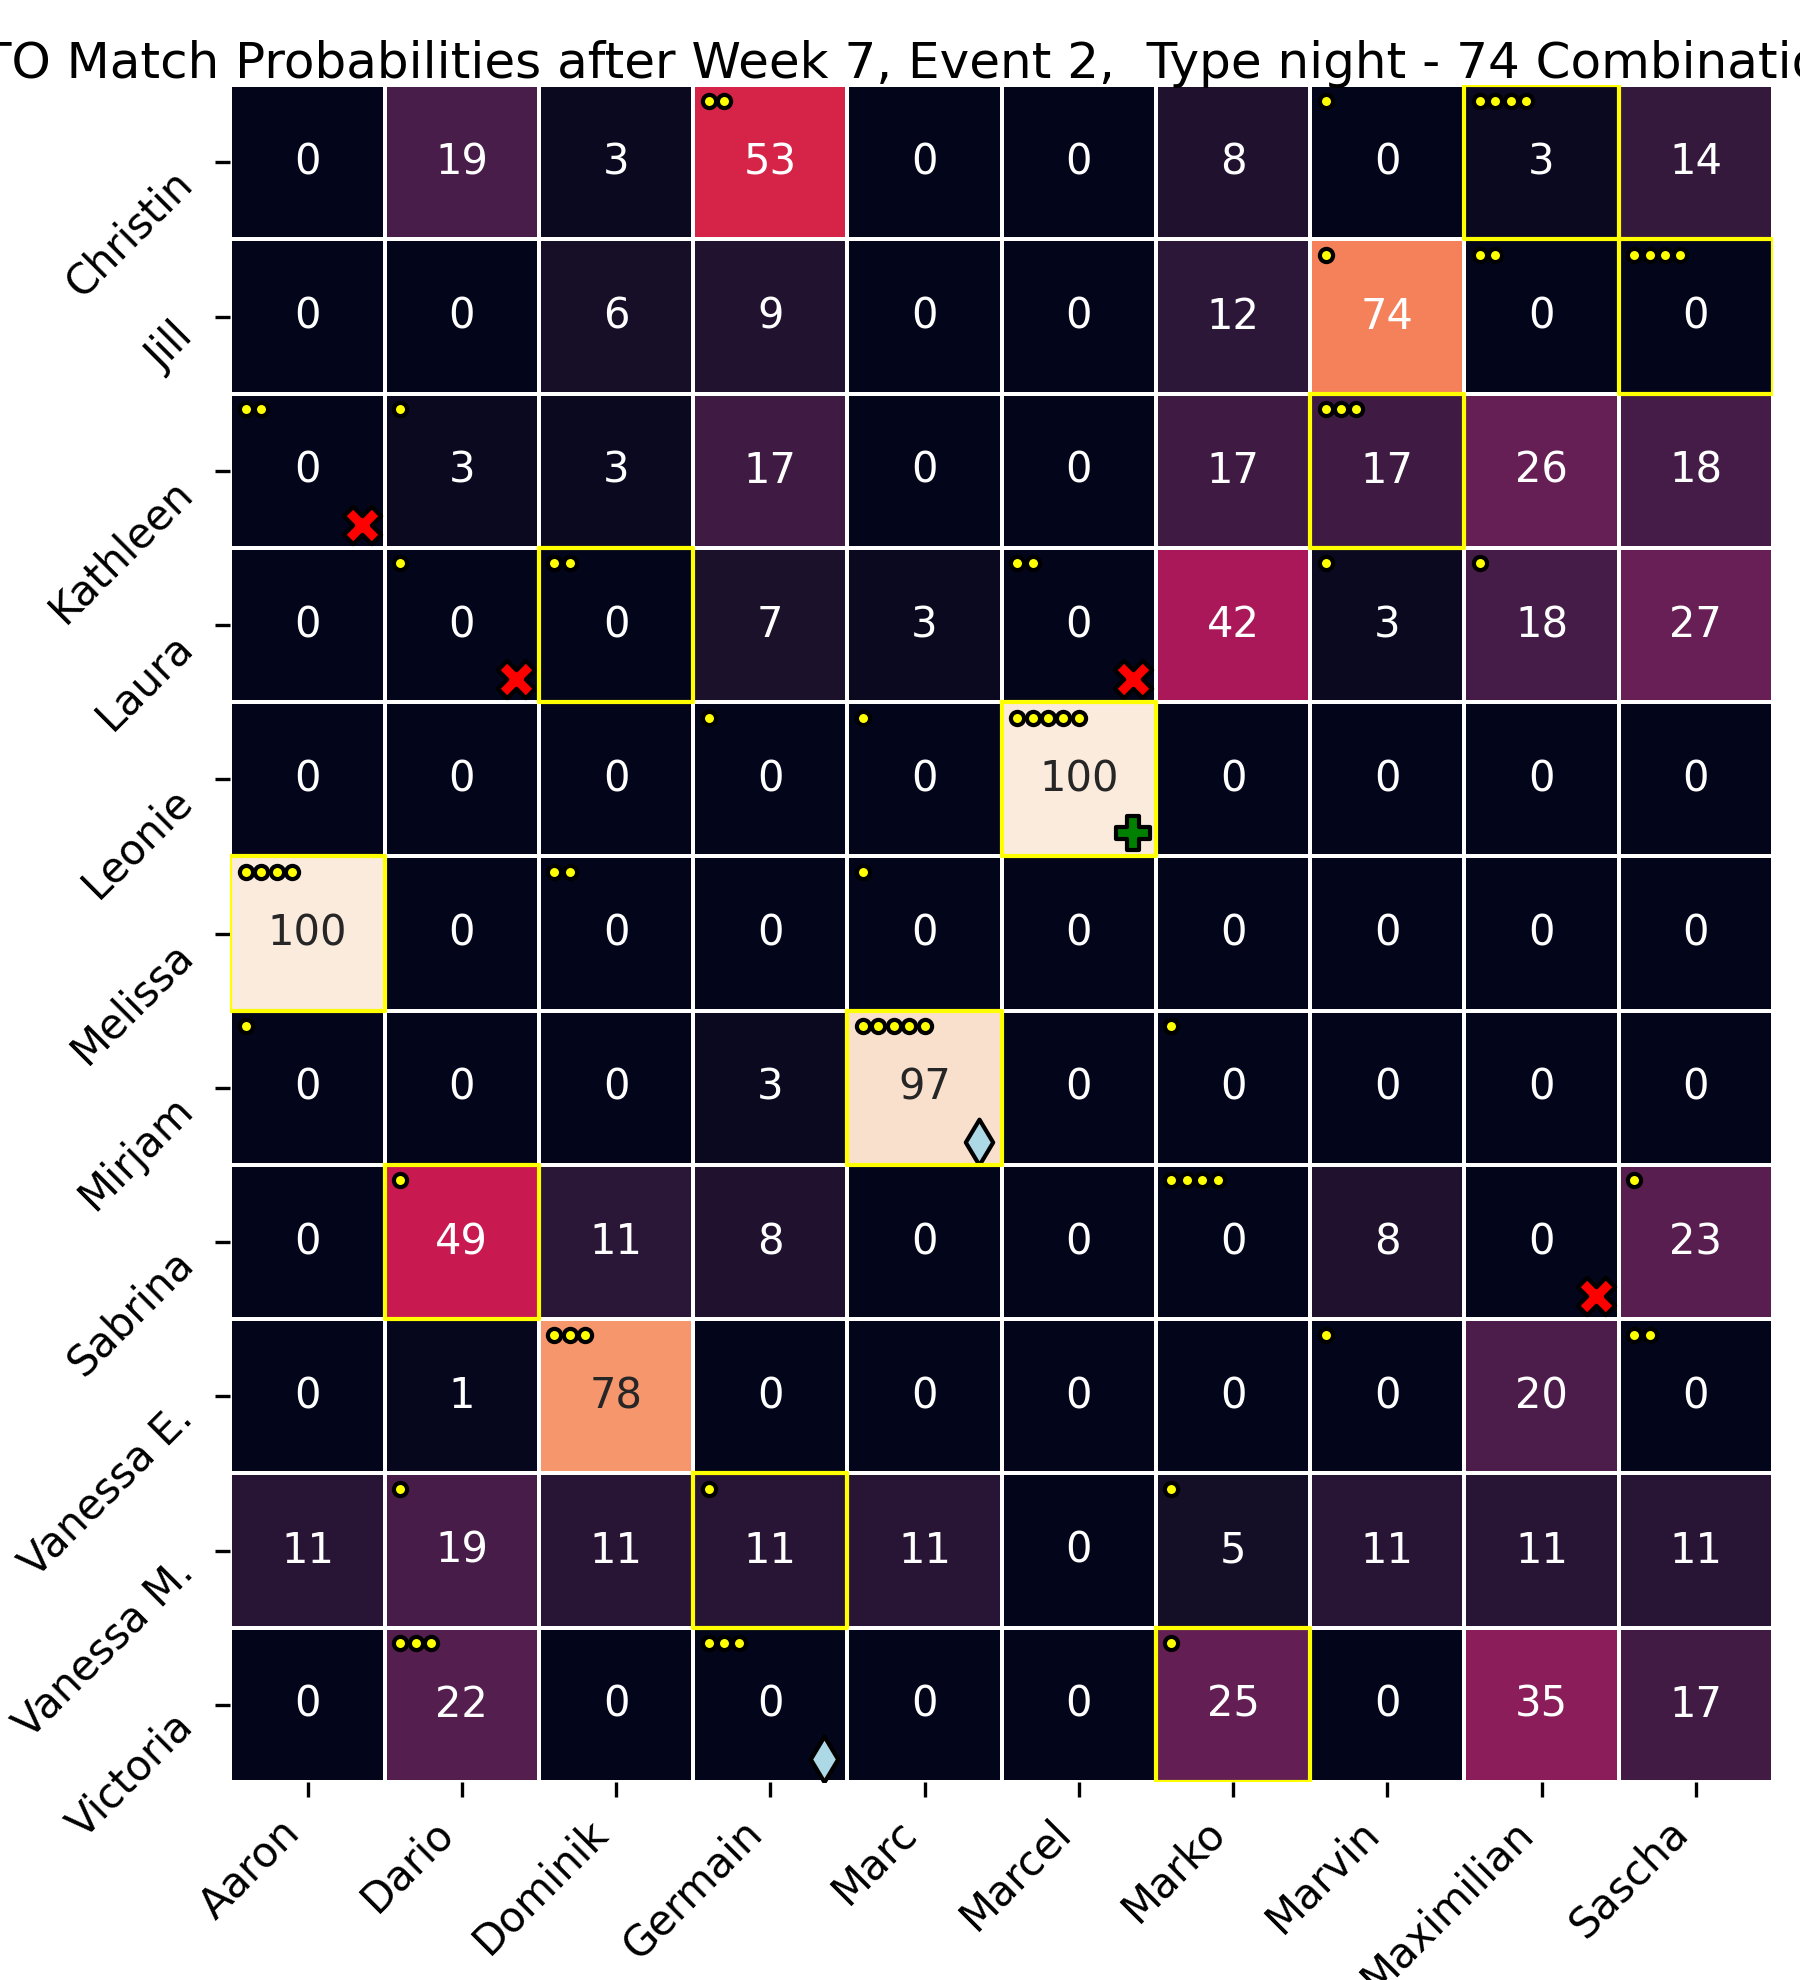 TO Match Probabilities after Week 7, Event 2, Type night - 74
Christin 0 19 3 53 0 0 8 0 3 14
Jill 0 0 6 9 0 0 12 74 0 0
Kathleen 0 3 3 17 0 0 17 17 26 18
Laura 0 0 0 7 3 0 42 3 18 27
Leonie 0 0 0 0 0 100 0 0 0 0
Melissa 100 0 0 0 0 0 0 0 0 0
Mirjam 0 0 0 3 97 0 0 0 0 0
Sabrina 0 49 11 8 0 0 0 8 0 23
Vanessa E. 0 1 78 0 0 0 0 0 20 0
Vanessa M. 11 19 11 11 11 0 5 11 11 11
Victoria 0 22 0 0 0 0 25 0 35 17
Aaron Dario Dominik Germain Marc Marcel Marko Marvin Maximilian Sascha